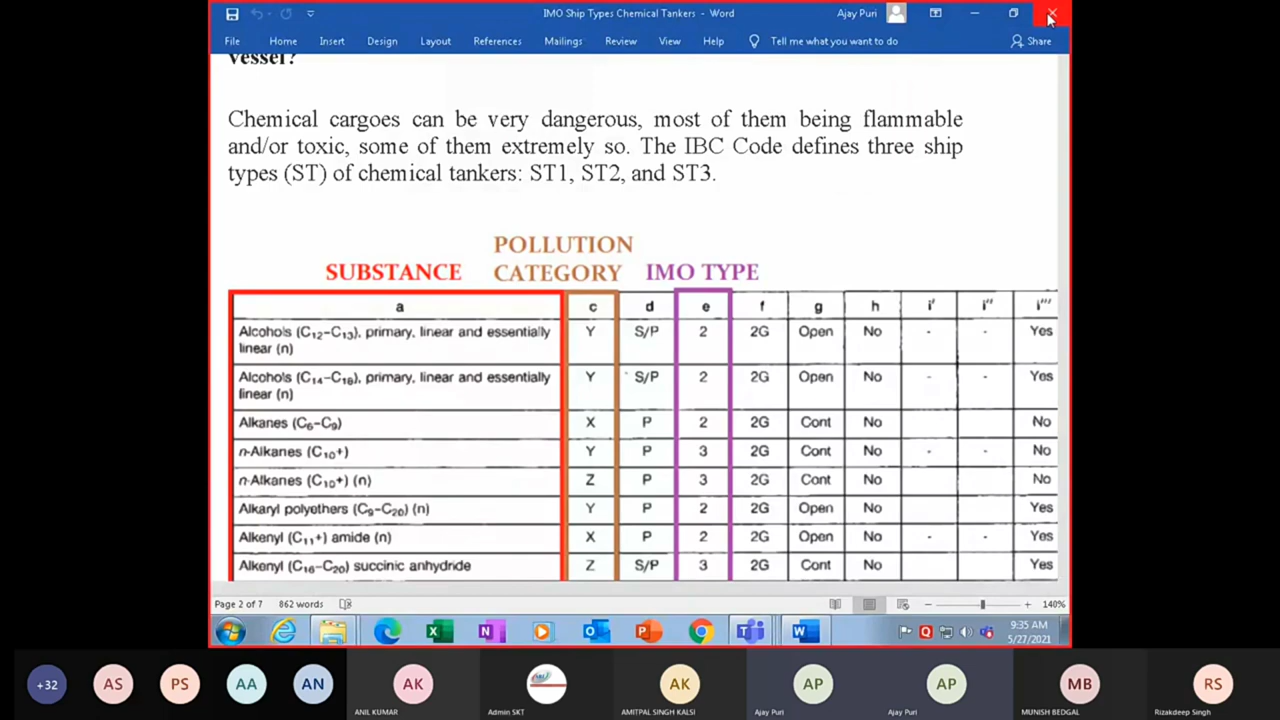 IMO Ship Types Chemical Tankers - Word
Ajay Puri
File Home Insert Design Layout References Mailings Review View Help Tell me what you want to do Share
vessel?
Chemical cargoes can be very dangerous, most of them being flammable
and/or toxic, some of them extremely so. The IBC Code defines three ship
types (ST) of chemical tankers: ST1, ST2, and ST3.
POLLUTION
SUBSTANCE CATEGORY IMO TYPE
a c d e f g h i' i'' i'''
Alcohols (C₁₂–C₁₃), primary, linear and essentially Y S/P 2 2G Open No - - Yes
linear (n)
Alcohols (C₁₄–C₁₈), primary, linear and essentially Y S/P 2 2G Open No - - Yes
linear (n)
Alkanes (C₆–C₉) X P 2 2G Cont No No
n-Alkanes (C₁₀+) Y P 3 2G Cont No - - No
n-Alkanes (C₁₀+) (n) Z P 3 2G Cont No No
Alkaryl polyethers (C₉–C₂₀) (n) Y P 2 2G Open No Yes
Alkenyl (C₁₁+) amide (n) X P 2 2G Open No - - Yes
Alkenyl (C₁₆–C₂₀) succinic anhydride Z S/P 3 2G Cont No Yes
Page 2 of 7 862 words 140%
9:35 AM
5/27/2021
+32 AS PS AA AN AK AK AP AP MB RS
ANIL KUMAR Admin SKT AMITPAL SINGH KALSI Ajay Puri Ajay Puri MUNISH BEDGAL Rizakdeep Singh